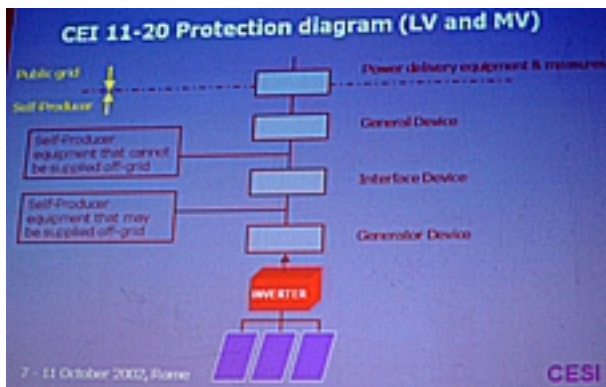 CEI 11-20 Protection diagram (LV and MV)
Public grid
Self-Producer
Power delivery equipment & measures
General Device
Self-Producer
equipment that cannot
be supplied off-grid
Interface Device
Self-Producer
equipment that may
be supplied off-grid
Generator Device
INVERTER
7 - 11 October 2002, Rome
CESI